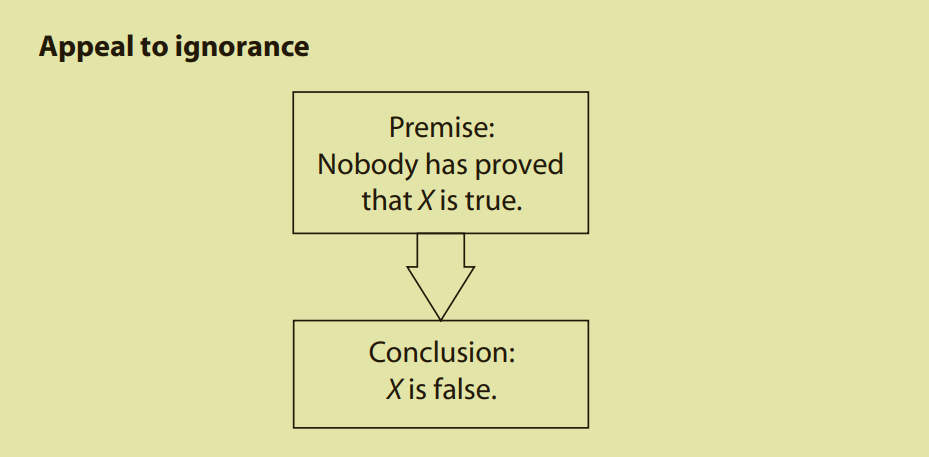 Appeal to ignorance
Premise:
Nobody has proved
that X is true.
Conclusion:
X is false.